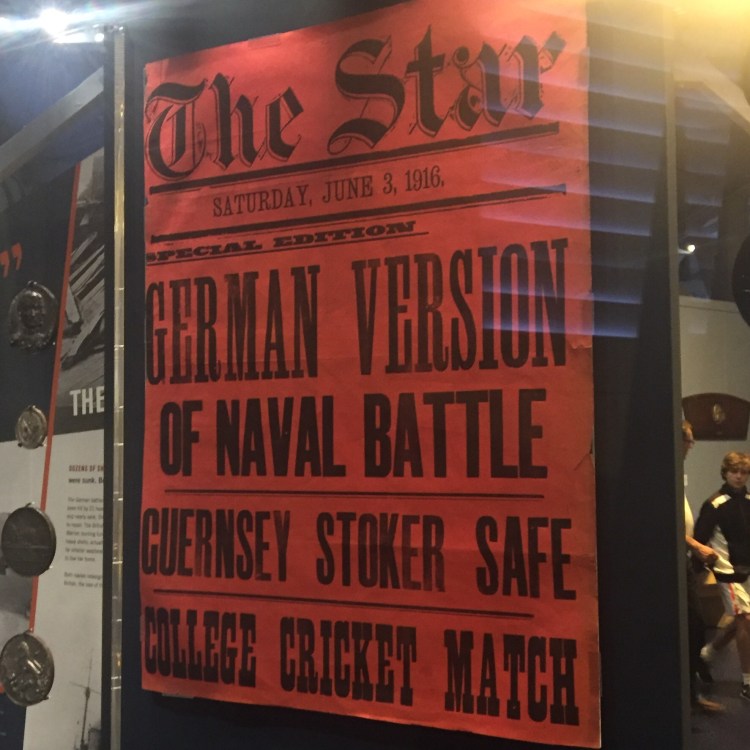 The Star
SATURDAY, JUNE 3, 1916.
SPECIAL EDITION
GERMAN VERSION
OF NAVAL BATTLE
GUERNSEY STOKER SAFE
COLLEGE CRICKET MATCH
THE